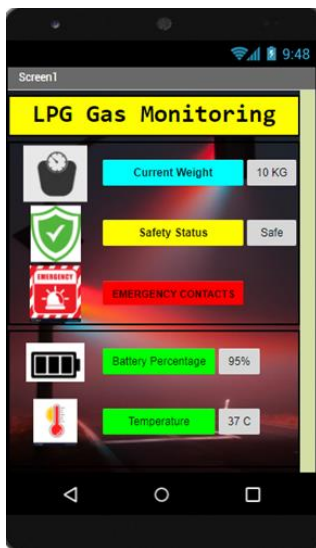 9:48
Screen1
LPG Gas Monitoring
Current Weight 10 KG
Safety Status Safe
EMERGENCY
EMERGENCY CONTACTS
Battery Percentage 95%
Temperature 37 C